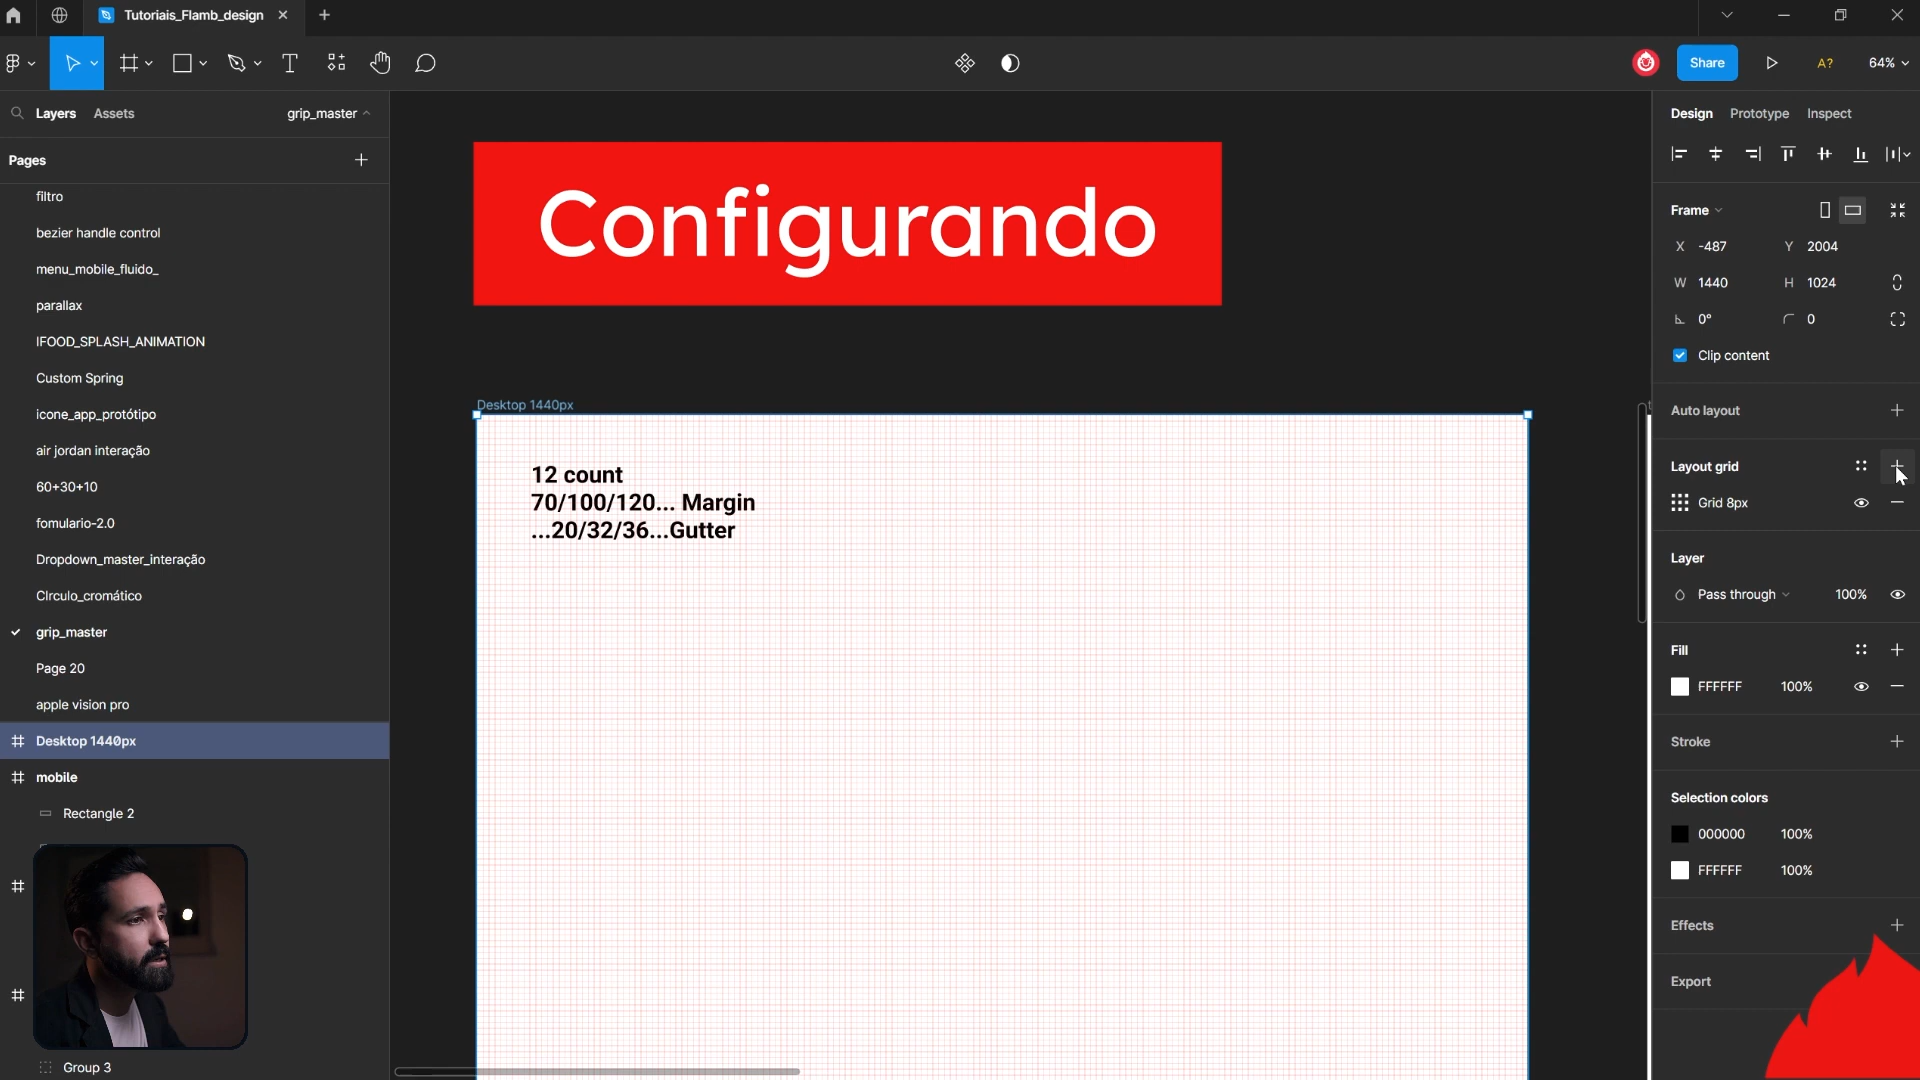 Tutoriais_Flamb_design
Share
A?
64%
Layers
Assets
grip_master
Pages
filtro
bezier handle control
menu_mobile_fluido_
parallax
IFOOD_SPLASH_ANIMATION
Custom Spring
icone_app_protótipo
air jordan interação
60+30+10
fomulario-2.0
Dropdown_master_interação
CIrculo_cromático
grip_master
Page 20
apple vision pro
Desktop 1440px
mobile
Rectangle 2
Group 3
Configurando
Desktop 1440px
12 count
70/100/120... Margin
...20/32/36...Gutter
Design
Prototype
Inspect
Frame
X -487
Y 2004
W 1440
H 1024
0°
0
Clip content
Auto layout
Layout grid
Grid 8px
Layer
Pass through
100%
Fill
FFFFFF
100%
Stroke
Selection colors
000000
100%
FFFFFF
100%
Effects
Export